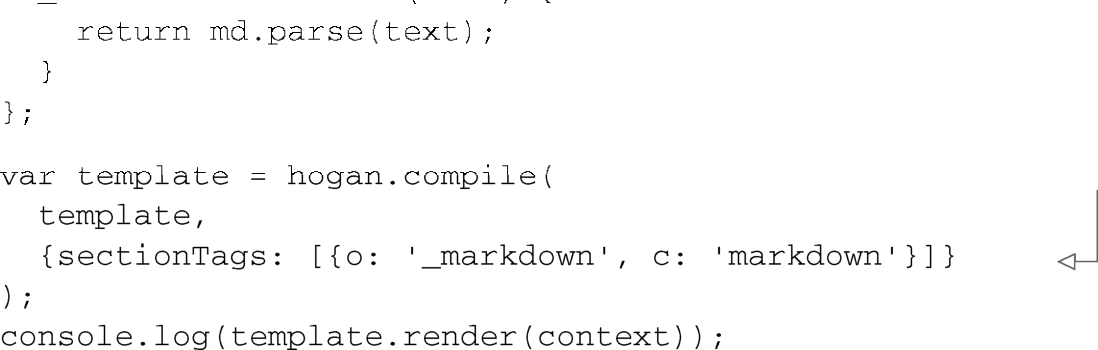 return md.parse(text);
  }
};
var template = hogan.compile(
  template,
  {sectionTags: [{o: '_markdown', c: 'markdown'}]}
);
console.log(template.render(context));